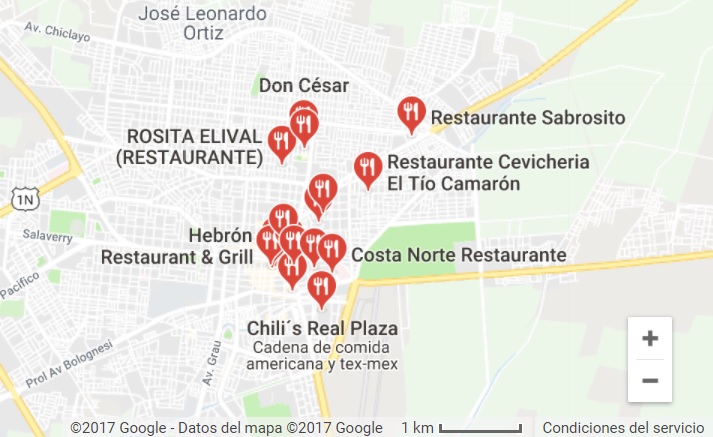 José Leonardo
Ortiz
Av. Chiclayo
Don César
Restaurante Sabrosito
ROSITA ELIVAL
(RESTAURANTE)
Restaurante Cevicheria
El Tío Camarón
1N
Salaverry
Hebrón
Restaurant & Grill
Costa Norte Restaurante
Pacífico
Chili´s Real Plaza
Cadena de comida
americana y tex-mex
Prol Av Bolognesi
Av. Grau
+
−
©2017 Google - Datos del mapa ©2017 Google 1 km Condiciones del servicio